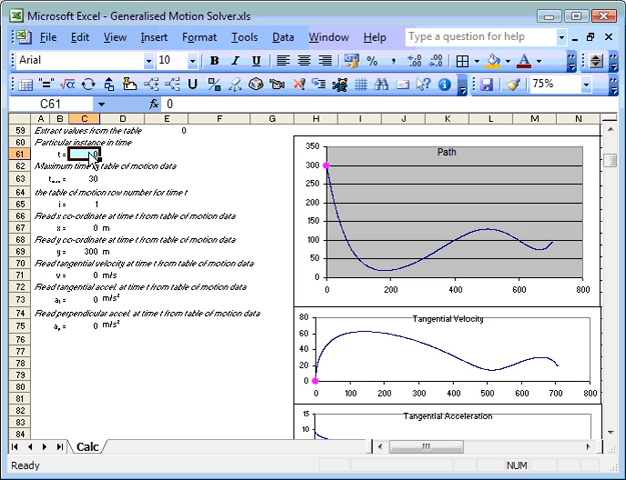 Microsoft Excel - Generalised Motion Solver.xls
File Edit View Insert Format Tools Data Window Help Type a question for help
Arial 10 B I U
75%
C61 fx 0
A B C D E F G H I J K L M N
59 Extract values from the table 0
60 Particular instance in time
61 t = 0
62 Maximum time in table of motion data
63 30
64 the table of motion row number for time t
65 i = 1
66 Read x co-ordinate at time t from table of motion data
67 x = 0 m
68 Read y co-ordinate at time t from table of motion data
69 y = 300 m
70 Read tangential velocity at time t from table of motion data
71 v = 0 m/s
72 Read tangential accel. at time t from table of motion data
73 0 m/s²
74 Read perpendicular accel. at time t from table of motion data
75 0 m/s²
76
77
78
79
80
81
82
83
84
Path
350
300
250
200
150
100
50
0
0 200 400 600 800
Tangential Velocity
80
60
40
20
0
0 100 200 300 400 500 600 700 800
Tangential Acceleration
15
10
Calc
Ready NUM